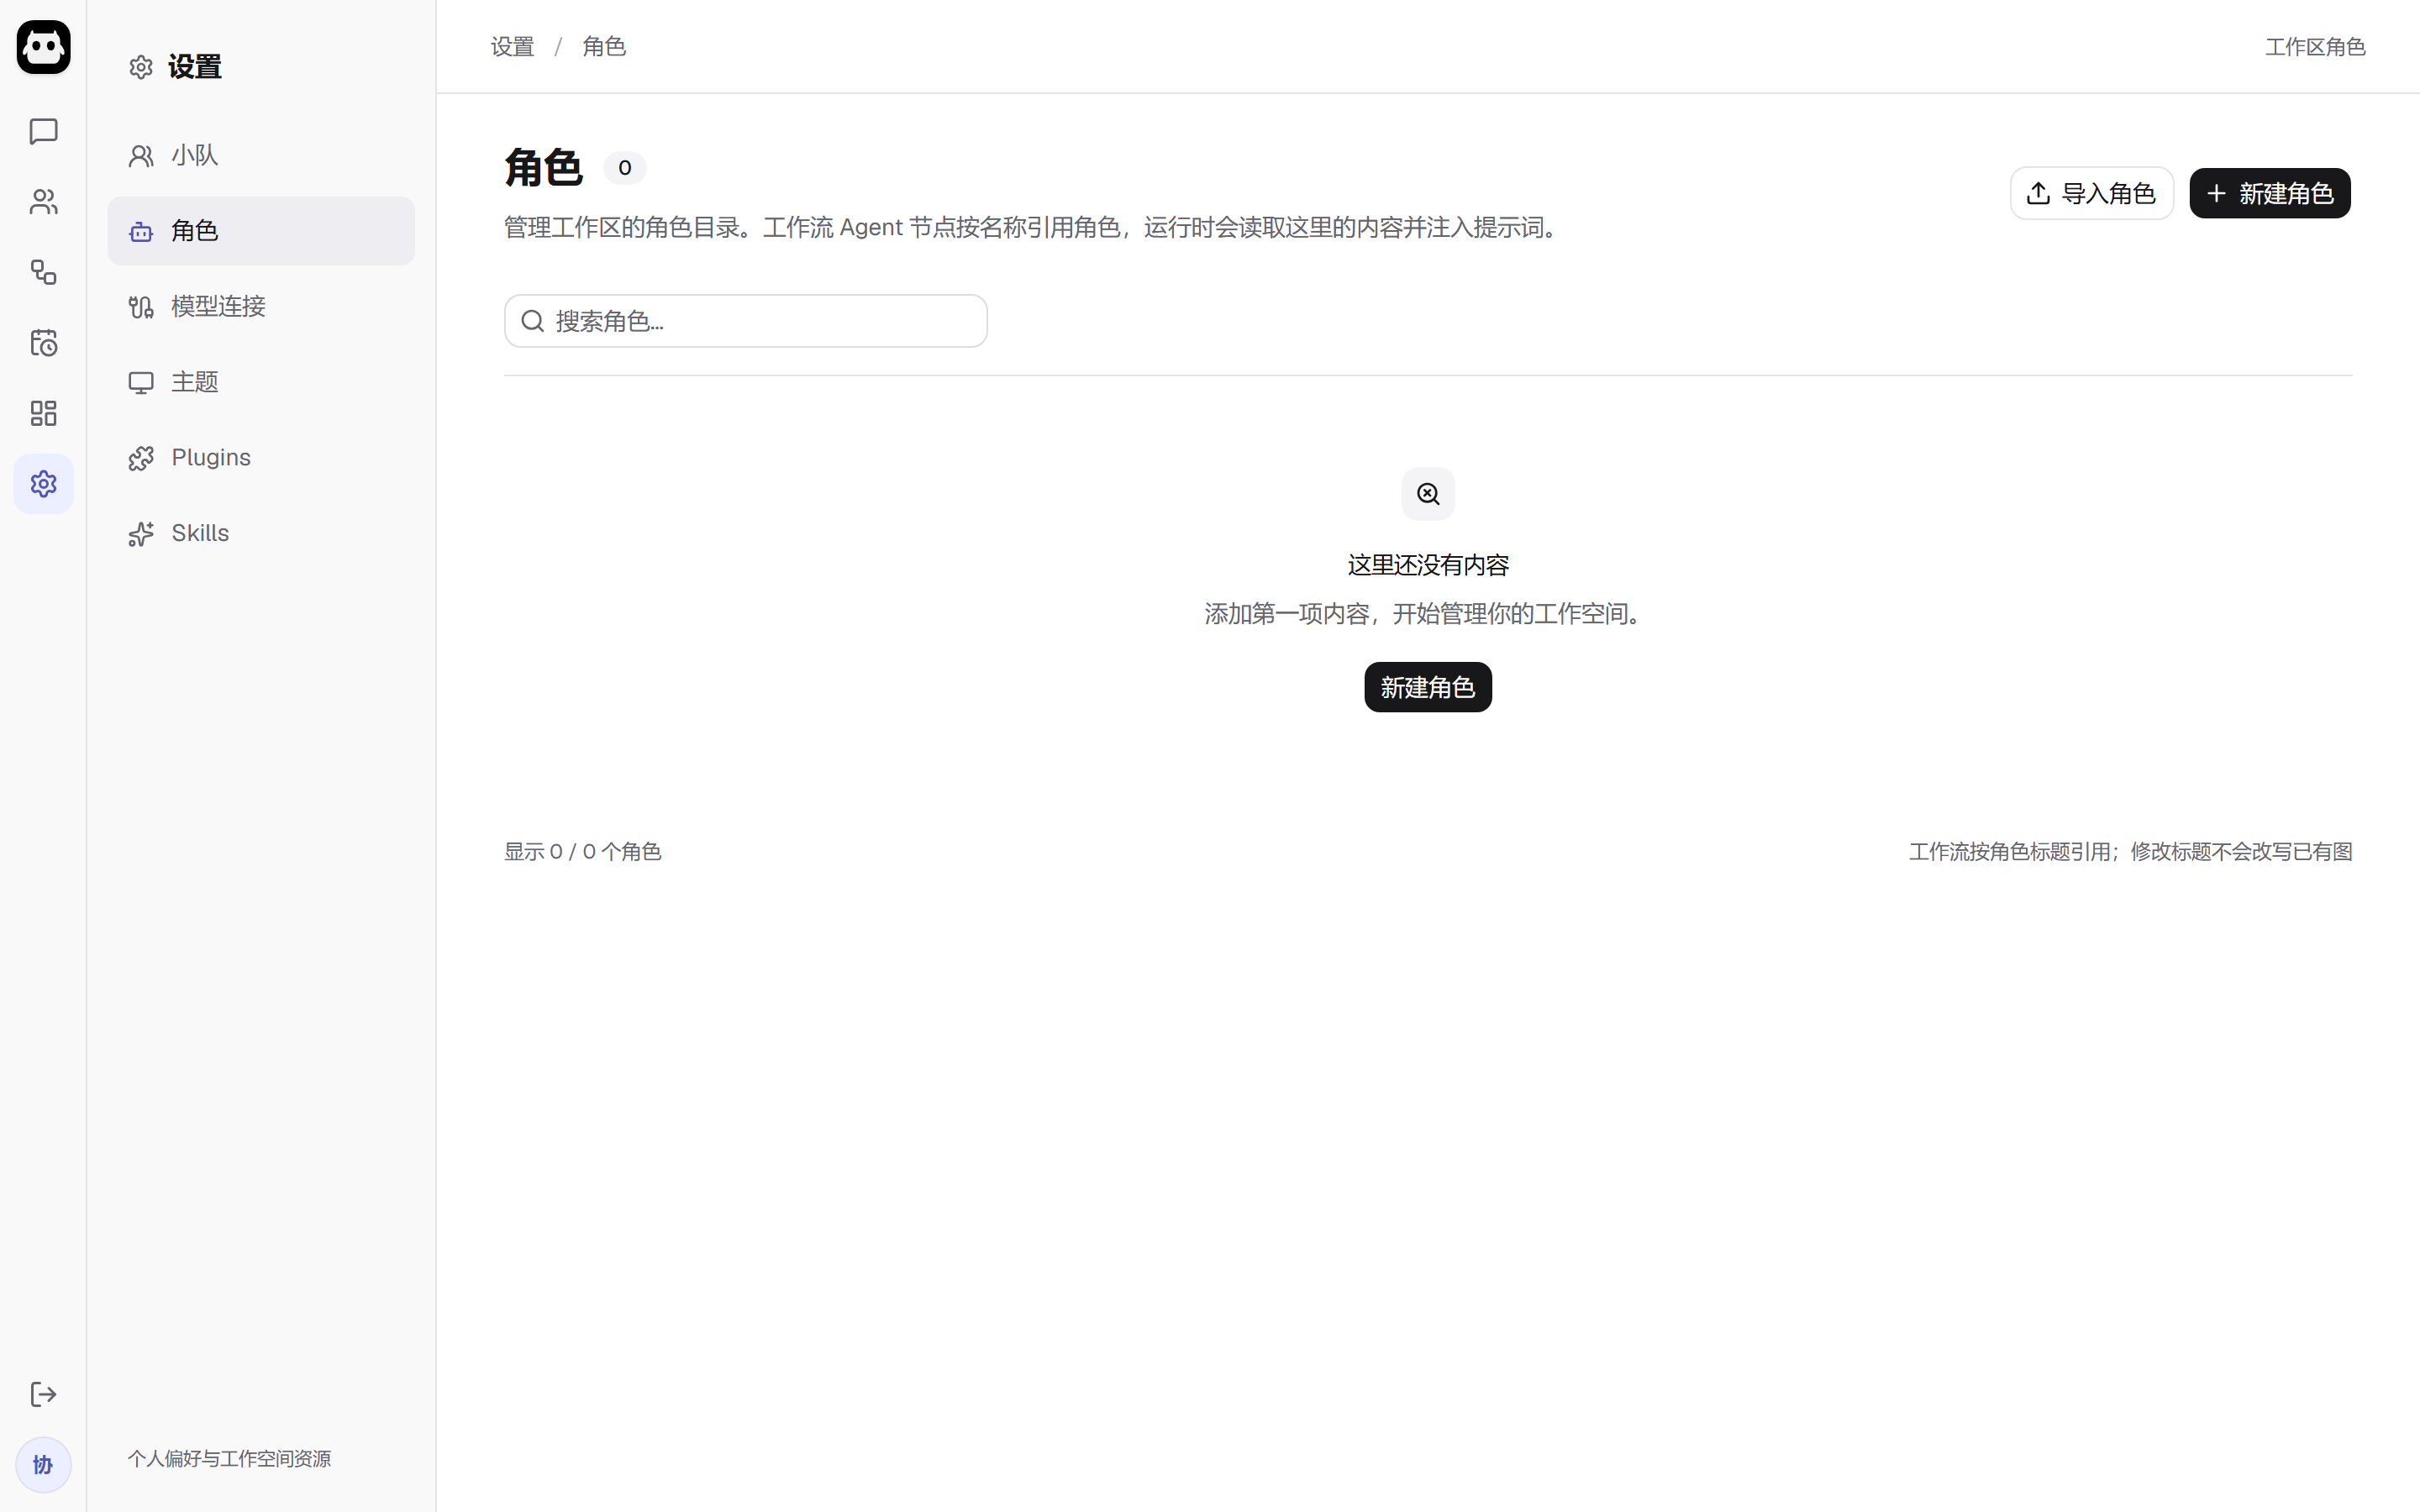 设置
小队
角色
模型连接
主题
Plugins
Skills
个人偏好与工作空间资源
协
设置 / 角色
工作区角色
角色 0
管理工作区的角色目录。工作流 Agent 节点按名称引用角色，运行时会读取这里的内容并注入提示词。
导入角色
新建角色
搜索角色...
这里还没有内容
添加第一项内容，开始管理你的工作空间。
新建角色
显示 0 / 0 个角色
工作流按角色标题引用；修改标题不会改写已有图